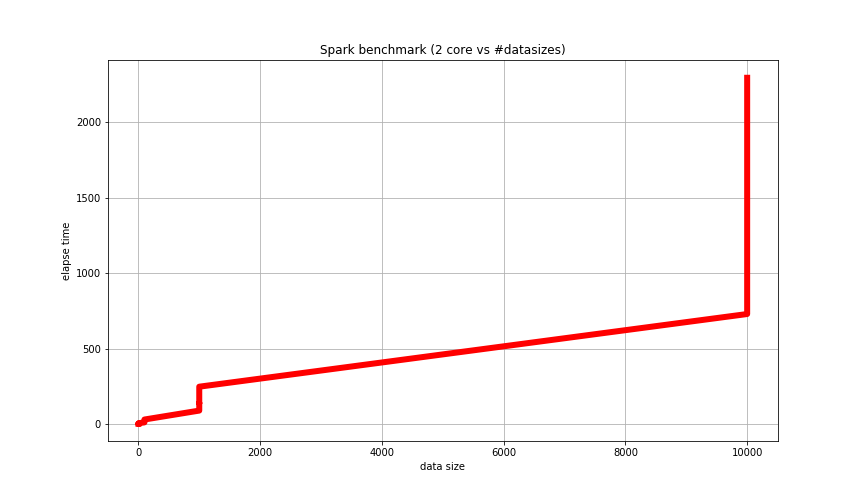 Spark benchmark (2 core vs #datasizes)
2000
1500
1000
500
0
elapse time
0 2000 4000 6000 8000 10000
data size